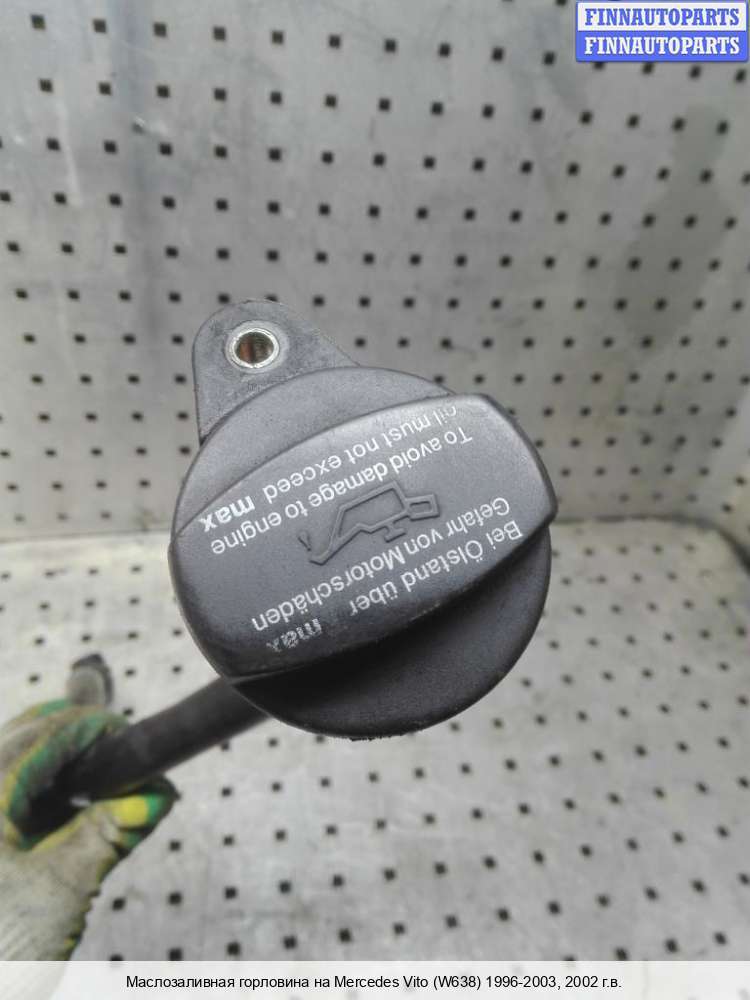 FINNAUTOPARTS
FINNAUTOPARTS
Bei Ölstand über max
Gefahr von Motorschäden
To avoid damage to engine
oil must not exceed max
Маслозаливная горловина на Mercedes Vito (W638) 1996-2003, 2002 г.в.